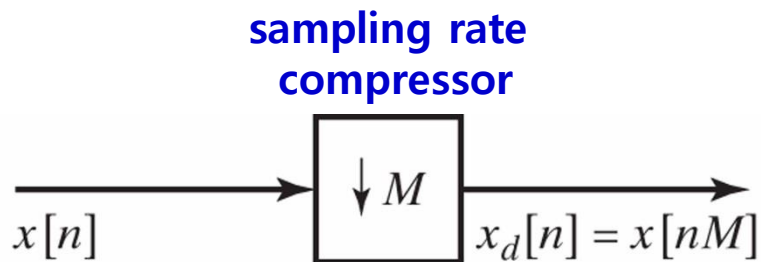 sampling rate
compressor
↓ M
x[n]
x_d[n] = x[nM]